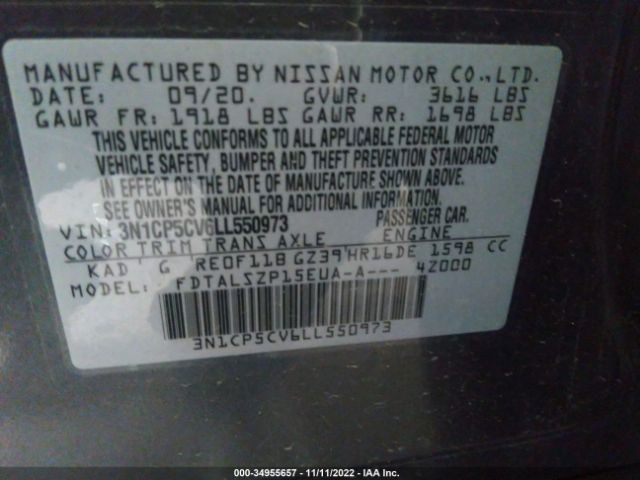 MANUFACTURED BY NISSAN MOTOR CO., LTD.
DATE: 09/20. GVWR: 3616 LBS
GAWR FR: 1918 LBS GAWR RR: 1698 LBS
THIS VEHICLE CONFORMS TO ALL APPLICABLE FEDERAL MOTOR
VEHICLE SAFETY, BUMPER AND THEFT PREVENTION STANDARDS
IN EFFECT ON THE DATE OF MANUFACTURE SHOWN ABOVE.
SEE OWNER'S MANUAL FOR ADDITIONAL INFORMATION.
VIN: 3N1CP5CV6LL550973 PASSENGER CAR.
COLOR TRIM TRANS AXLE ENGINE
KAD G RE0F11B GZ39 HR16DE 1598 CC
MODEL: FDTALSZP15EUA-A--- 4Z000
3N1CP5CV6LL550973
000-34955657 - 11/11/2022 - IAA Inc.